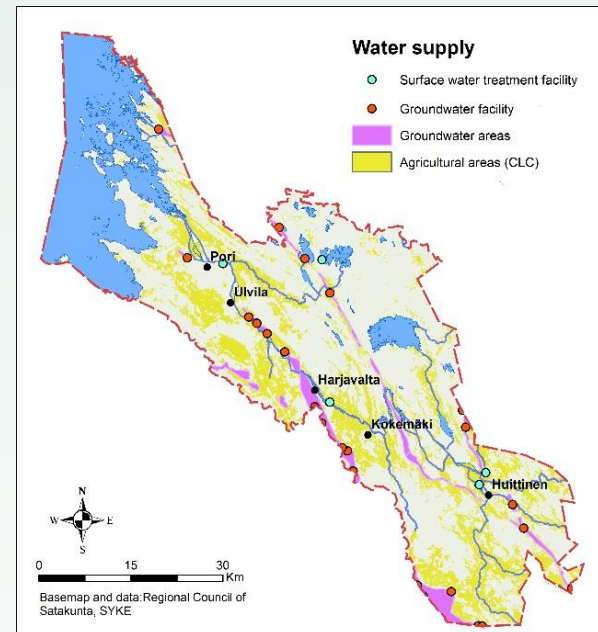 Water supply
Surface water treatment facility
Groundwater facility
Groundwater areas
Agricultural areas (CLC)
Pori
Ulvila
Harjavalta
Kokemäki
Huittinen
N
W E
S
0 15 30
Km
Basemap and data:Regional Council of
Satakunta, SYKE